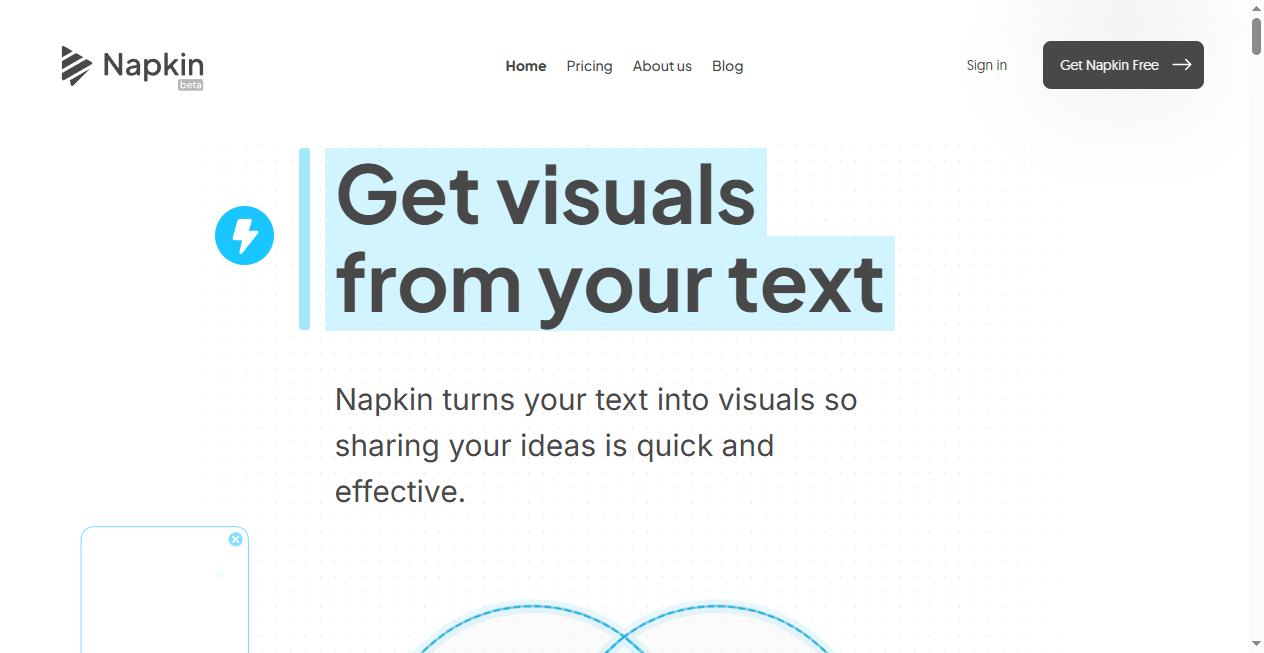 Napkin
beta
Home
Pricing
About us
Blog
Sign in
Get Napkin Free
Get visuals
from your text
Napkin turns your text into visuals so
sharing your ideas is quick and
effective.